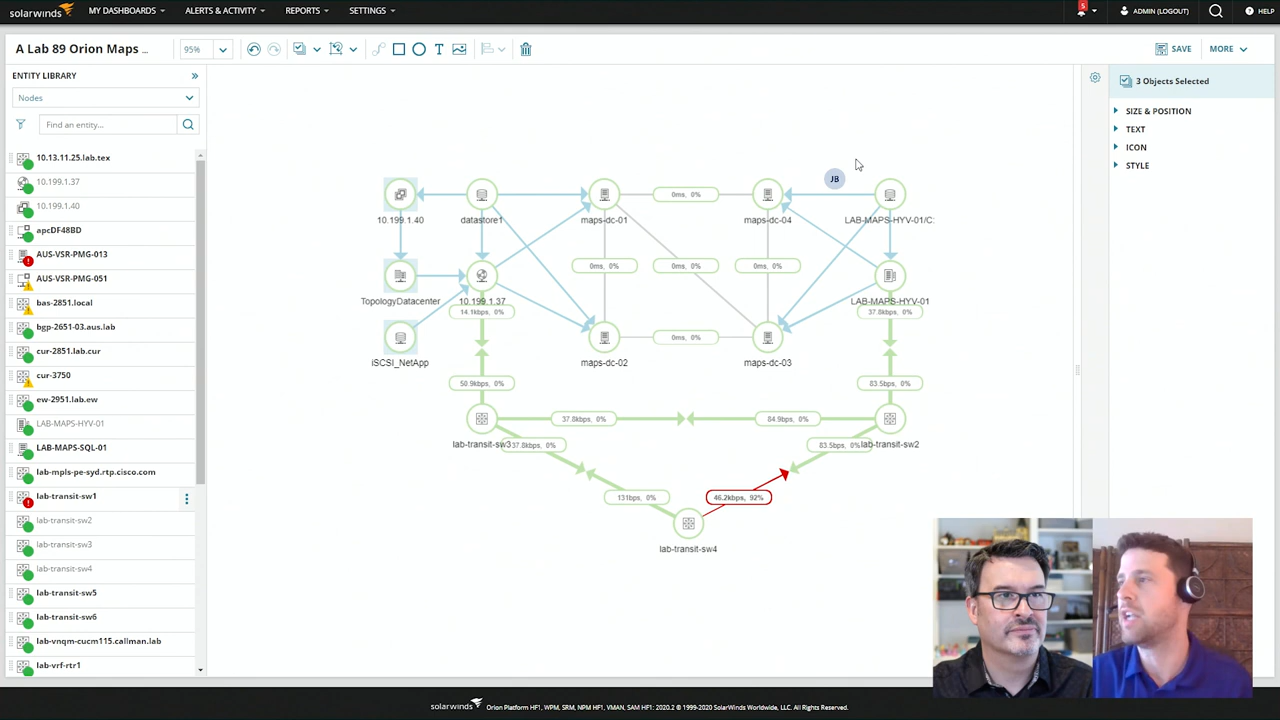 solarwinds MY DASHBOARDS ALERTS & ACTIVITY REPORTS SETTINGS 5 ADMIN (LOGOUT) ? HELP
A Lab 89 Orion Maps ... 95% T SAVE MORE
ENTITY LIBRARY »
Nodes
Find an entity...
10.13.11.25.lab.tex
10.199.1.37
10.199.1.40
apcDF48BD
AUS-VSR-PMG-013
AUS-VSR-PMG-051
bas-2851.local
bgp-2651-03.aus.lab
cur-2851.lab.cur
cur-3750
ew-2951.lab.ew
LAB-MAPS-HYV-01
LAB-MAPS-SQL-01
lab-mpls-pe-syd.rtp.cisco.com
lab-transit-sw1
lab-transit-sw2
lab-transit-sw3
lab-transit-sw4
lab-transit-sw5
lab-transit-sw6
lab-vnqm-cucm115.callman.lab
lab-vrf-rtr1
JB
0ms, 0%
10.199.1.40 datastore1 maps-dc-01 maps-dc-04 LAB-MAPS-HYV-01/C:
0ms, 0% 0ms, 0% 0ms, 0%
TopologyDatacenter 10.199.1.37 LAB-MAPS-HYV-01
14.1kbps, 0% 37.8kbps, 0%
0ms, 0%
iSCSI_NetApp maps-dc-02 maps-dc-03
50.9kbps, 0% 83.5bps, 0%
37.8kbps, 0% 84.9bps, 0%
lab-transit-sw3 37.8kbps, 0% 83.5bps, 0% lab-transit-sw2
131bps, 0% 46.2kbps, 92%
lab-transit-sw4
3 Objects Selected
SIZE & POSITION
TEXT
ICON
STYLE
solarwinds Orion Platform HF1, WPM, SRM, NPM HF1, VMAN, SAM HF1: 2020.2 © 1999-2020 SolarWinds Worldwide, LLC. All Rights Reserved.